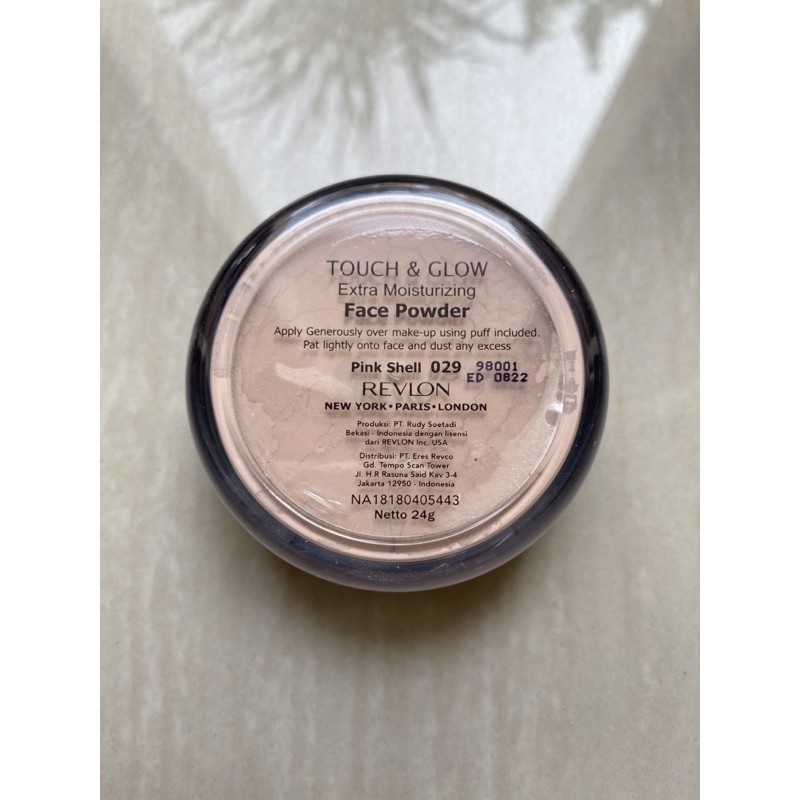 TOUCH & GLOW
Extra Moisturizing
Face Powder
Apply Generously over make-up using puff included.
Pat lightly onto face and dust any excess
Pink Shell 029 98001
ED 0822
REVLON
NEW YORK • PARIS • LONDON
Produksi: PT. Rudy Soetadi
Bekasi - Indonesia dengan lisensi
dari REVLON Inc. USA
Distribusi: PT. Eres Revco
Gd. Tempo Scan Tower
Jl. H.R Rasuna Said Kav 3-4
Jakarta 12950 - Indonesia
NA18180405443
Netto 24g